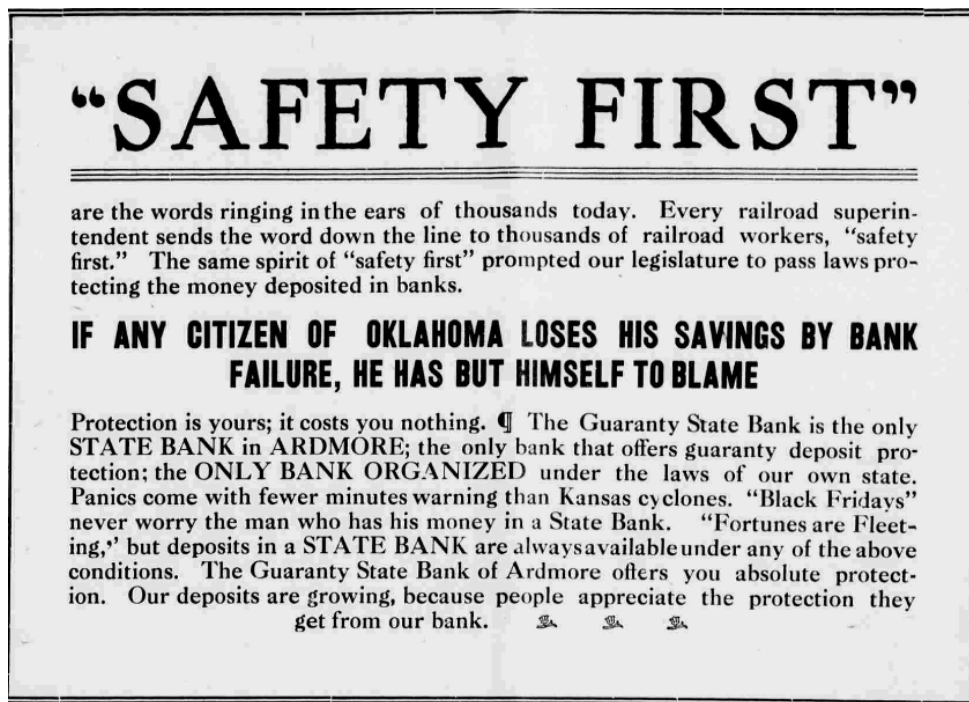 “SAFETY FIRST”
are the words ringing in the ears of thousands today. Every railroad superin-
tendent sends the word down the line to thousands of railroad workers, “safety
first.” The same spirit of “safety first” prompted our legislature to pass laws pro-
tecting the money deposited in banks.
IF ANY CITIZEN OF OKLAHOMA LOSES HIS SAVINGS BY BANK
FAILURE, HE HAS BUT HIMSELF TO BLAME
Protection is yours; it costs you nothing. ¶ The Guaranty State Bank is the only
STATE BANK in ARDMORE; the only bank that offers guaranty deposit pro-
tection; the ONLY BANK ORGANIZED under the laws of our own state.
Panics come with fewer minutes warning than Kansas cyclones. “Black Fridays”
never worry the man who has his money in a State Bank. “Fortunes are Fleet-
ing,” but deposits in a STATE BANK are always available under any of the above
conditions. The Guaranty State Bank of Ardmore offers you absolute protect-
ion. Our deposits are growing, because people appreciate the protection they
get from our bank.